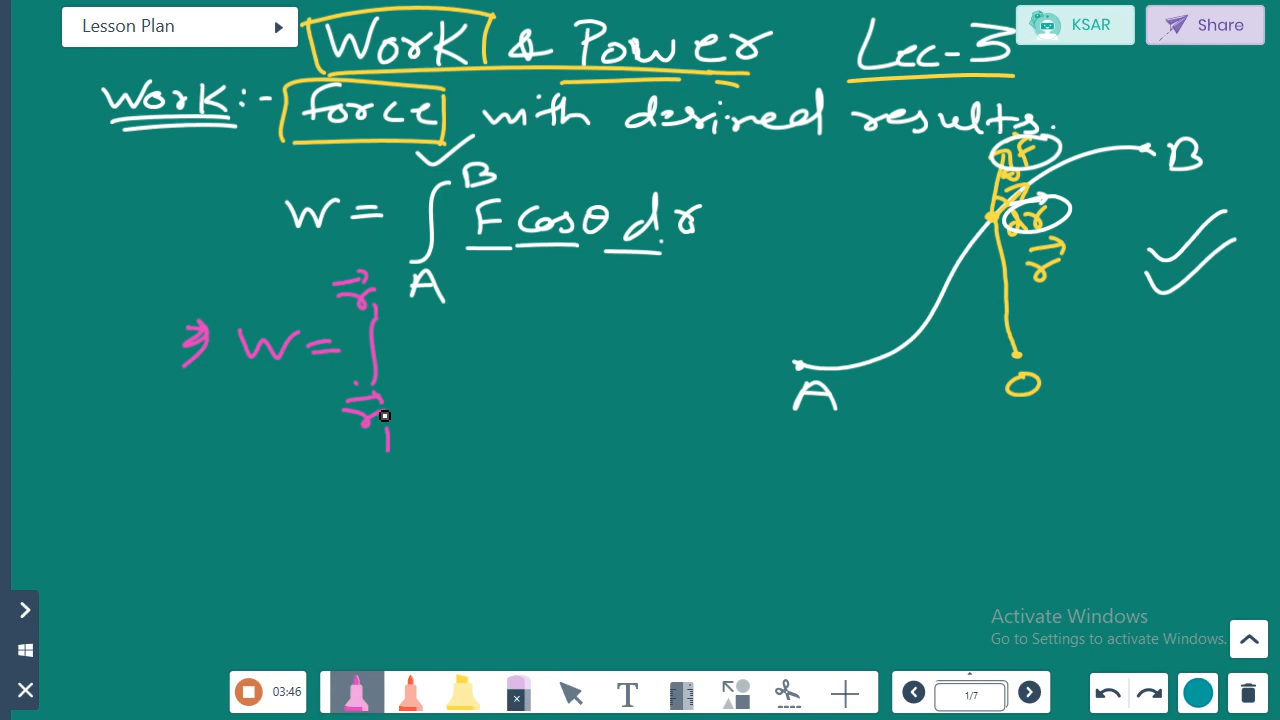 Lesson Plan
Work & Power Lec-3
KSAR
Share
Work:- force with desired results.
W = ∫ F cosθ dr
B
A
F
dr
r
B
A
O
⇒ W = ∫
r
r
Activate Windows
Go to Settings to activate Windows.
03:46
T
1/7